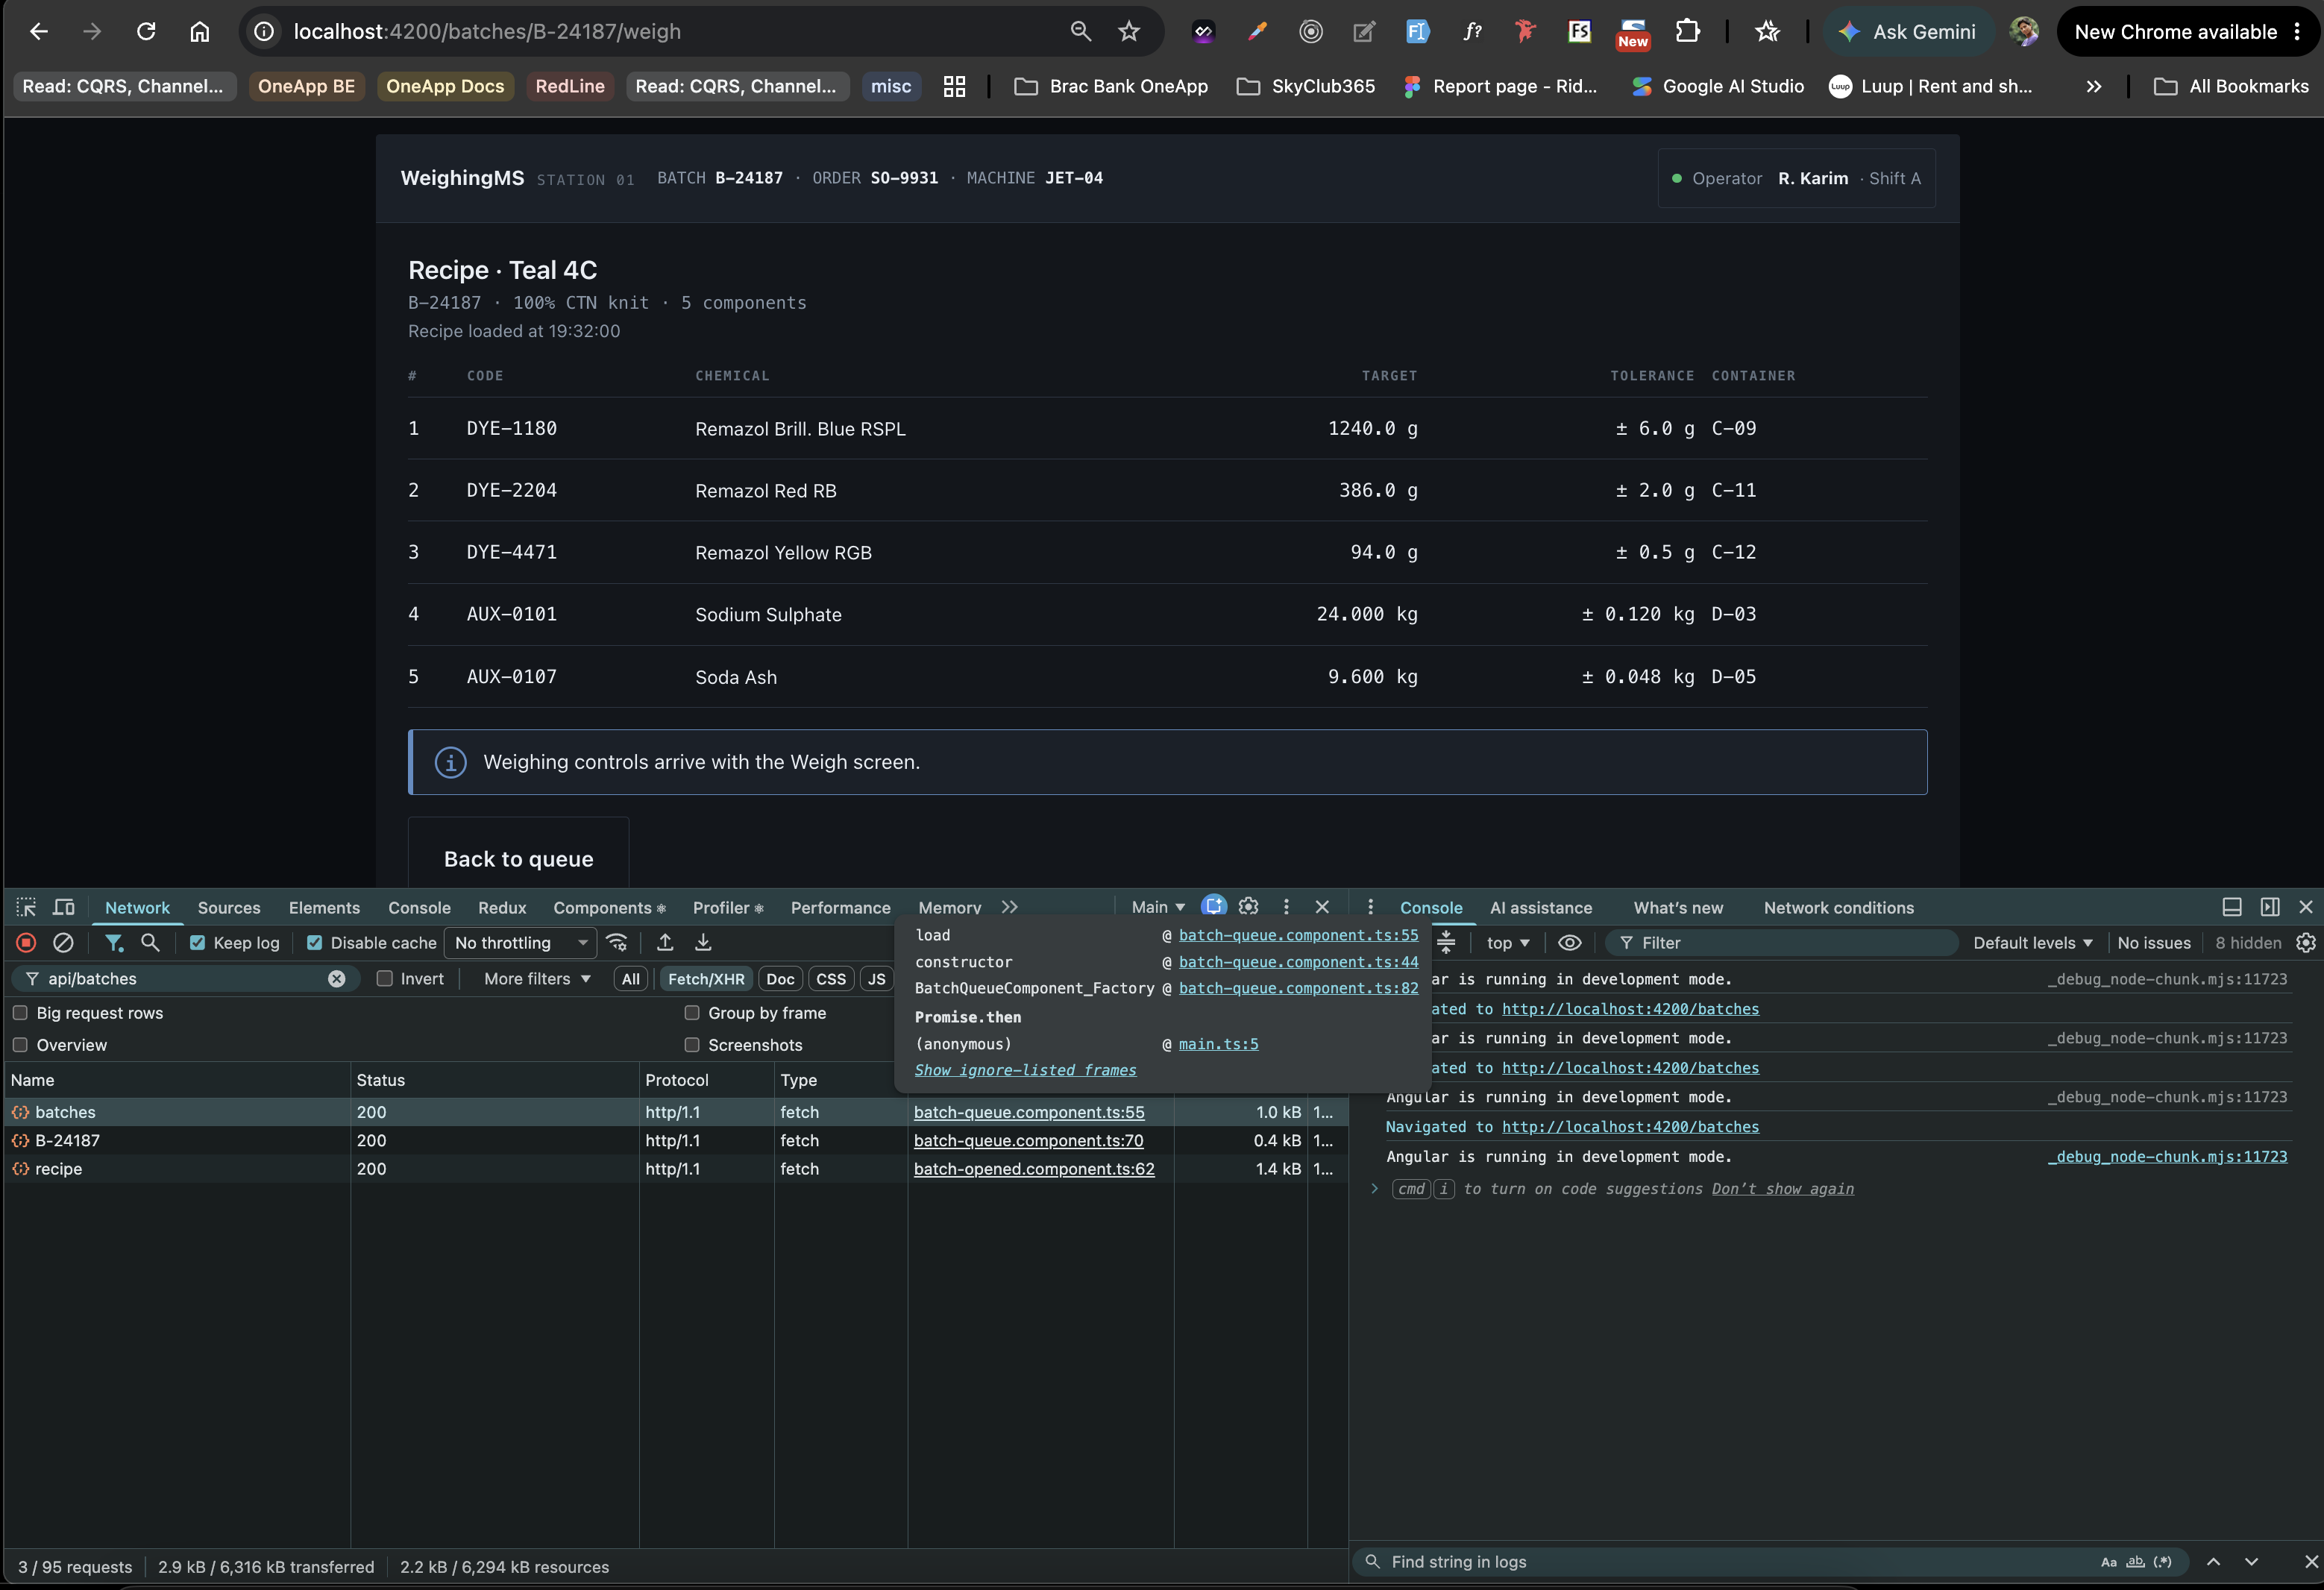 localhost:4200/batches/B-24187/weigh
f?
FS
New
Ask Gemini
New Chrome available
Read: CQRS, Channel...
OneApp BE
OneApp Docs
RedLine
Read: CQRS, Channel...
misc
Brac Bank OneApp
SkyClub365
Report page - Rid...
Google AI Studio
Luup
Luup | Rent and sh...
All Bookmarks
WeighingMS STATION 01 BATCH B-24187 · ORDER SO-9931 · MACHINE JET-04
Operator R. Karim · Shift A
Recipe · Teal 4C
B-24187 · 100% CTN knit · 5 components
Recipe loaded at 19:32:00
# CODE CHEMICAL TARGET TOLERANCE CONTAINER
1 DYE-1180 Remazol Brill. Blue RSPL 1240.0 g ± 6.0 g C-09
2 DYE-2204 Remazol Red RB 386.0 g ± 2.0 g C-11
3 DYE-4471 Remazol Yellow RGB 94.0 g ± 0.5 g C-12
4 AUX-0101 Sodium Sulphate 24.000 kg ± 0.120 kg D-03
5 AUX-0107 Soda Ash 9.600 kg ± 0.048 kg D-05
Weighing controls arrive with the Weigh screen.
Back to queue
Network Sources Elements Console Redux Components Profiler Performance Memory Main
Keep log Disable cache No throttling
api/batches Invert More filters All Fetch/XHR Doc CSS JS
Big request rows Group by frame
Overview Screenshots
load @ batch-queue.component.ts:55
constructor @ batch-queue.component.ts:44
BatchQueueComponent_Factory @ batch-queue.component.ts:82
Promise.then
(anonymous) @ main.ts:5
Show ignore-listed frames
Name Status Protocol Type
batches 200 http/1.1 fetch batch-queue.component.ts:55 1.0 kB 1...
B-24187 200 http/1.1 fetch batch-queue.component.ts:70 0.4 kB 1...
recipe 200 http/1.1 fetch batch-opened.component.ts:62 1.4 kB 1...
3 / 95 requests 2.9 kB / 6,316 kB transferred 2.2 kB / 6,294 kB resources
Console AI assistance What's new Network conditions
top Filter Default levels No issues 8 hidden
ar is running in development mode. _debug_node-chunk.mjs:11723
ated to http://localhost:4200/batches
ar is running in development mode. _debug_node-chunk.mjs:11723
ated to http://localhost:4200/batches
Angular is running in development mode. _debug_node-chunk.mjs:11723
Navigated to http://localhost:4200/batches
Angular is running in development mode. _debug_node-chunk.mjs:11723
cmd i to turn on code suggestions Don't show again
Find string in logs Aa ab (.*)